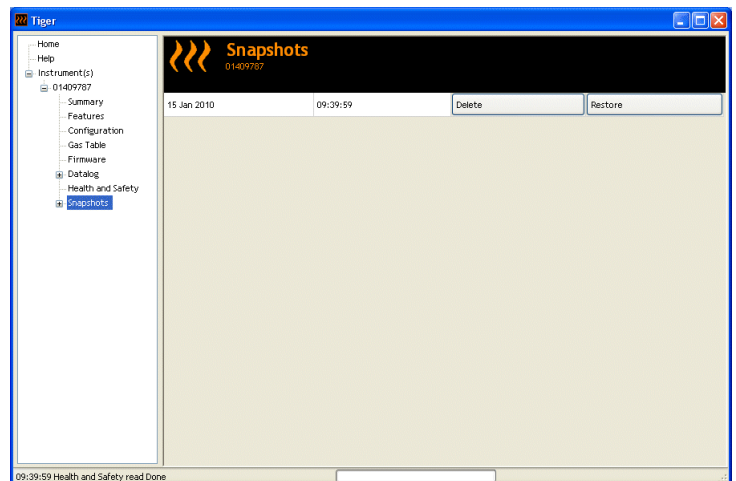 Tiger
Home
Help
Instrument(s)
01409787
Summary
Features
Configuration
Gas Table
Firmware
Datalog
Health and Safety
Snapshots
Snapshots
01409787
15 Jan 2010 09:39:59 Delete Restore
09:39:59 Health and Safety read Done